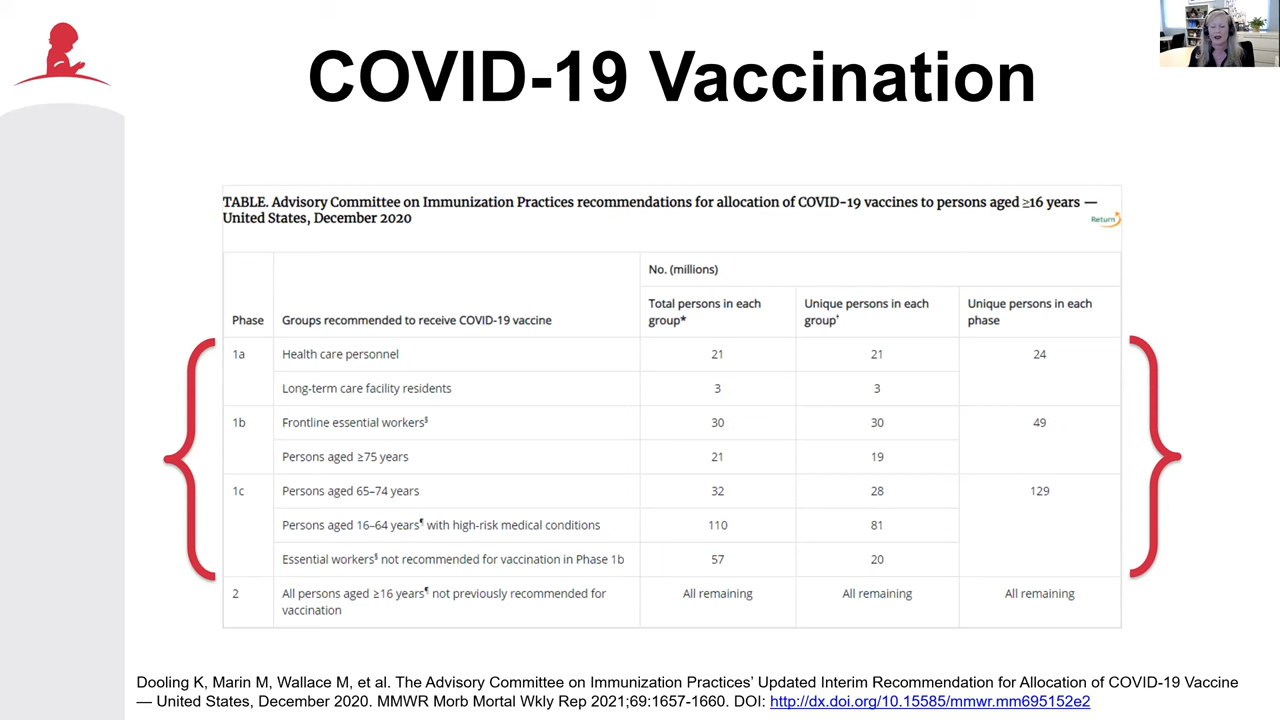 COVID-19 Vaccination
TABLE. Advisory Committee on Immunization Practices recommendations for allocation of COVID-19 vaccines to persons aged ≥16 years —
United States, December 2020
Return
No. (millions)
Phase
Groups recommended to receive COVID-19 vaccine
Total persons in each
group*
Unique persons in each
group†
Unique persons in each
phase
1a
Health care personnel
21
21
24
Long-term care facility residents
3
3
1b
Frontline essential workers§
30
30
49
Persons aged ≥75 years
21
19
1c
Persons aged 65–74 years
32
28
129
Persons aged 16–64 years¶ with high-risk medical conditions
110
81
Essential workers§ not recommended for vaccination in Phase 1b
57
20
2
All persons aged ≥16 years¶ not previously recommended for
vaccination
All remaining
All remaining
All remaining
Dooling K, Marin M, Wallace M, et al. The Advisory Committee on Immunization Practices’ Updated Interim Recommendation for Allocation of COVID-19 Vaccine
— United States, December 2020. MMWR Morb Mortal Wkly Rep 2021;69:1657-1660. DOI: http://dx.doi.org/10.15585/mmwr.mm695152e2